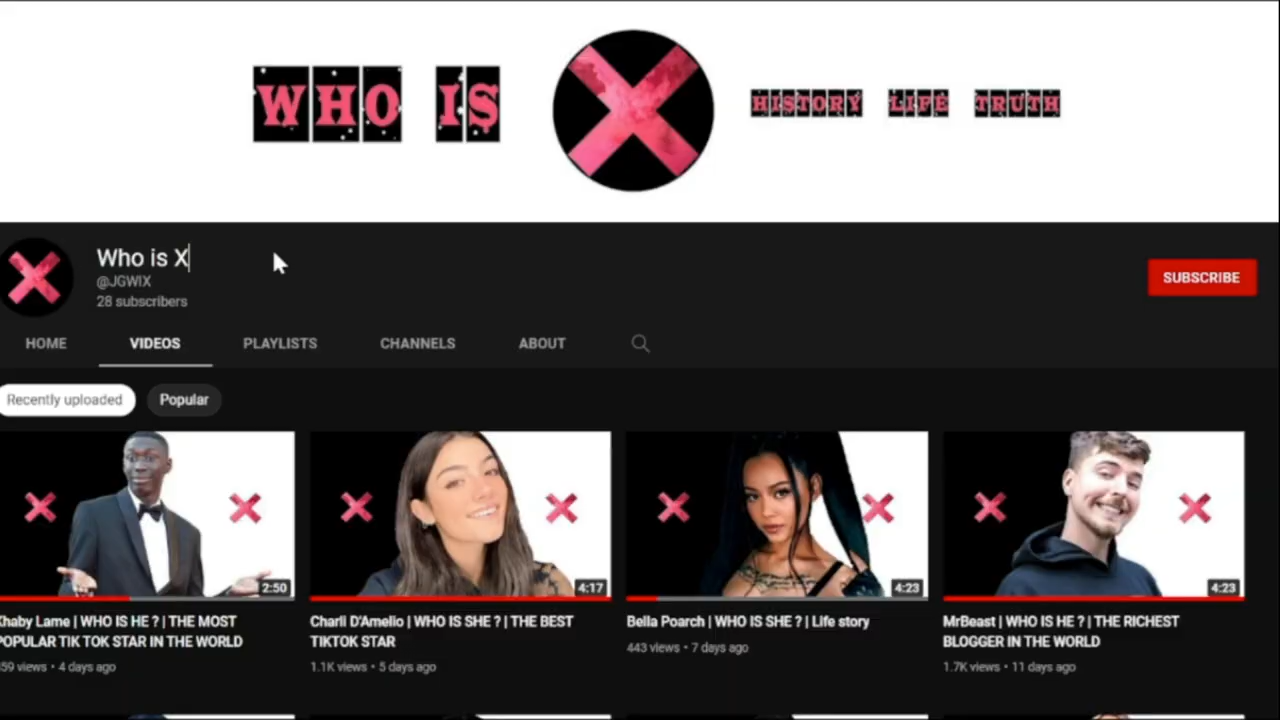 WHO IS X HISTORY LIFE TRUTH
Who is X
@JGWIX
28 subscribers
SUBSCRIBE
HOME VIDEOS PLAYLISTS CHANNELS ABOUT
Recently uploaded Popular
2:50 4:17 4:23 4:23
Khaby Lame | WHO IS HE ? | THE MOST
POPULAR TIK TOK STAR IN THE WORLD
views • 4 days ago
Charli D'Amelio | WHO IS SHE ? | THE BEST
TIKTOK STAR
1.1K views • 5 days ago
Bella Poarch | WHO IS SHE ? | Life story
443 views • 7 days ago
MrBeast | WHO IS HE ? | THE RICHEST
BLOGGER IN THE WORLD
1.7K views • 11 days ago